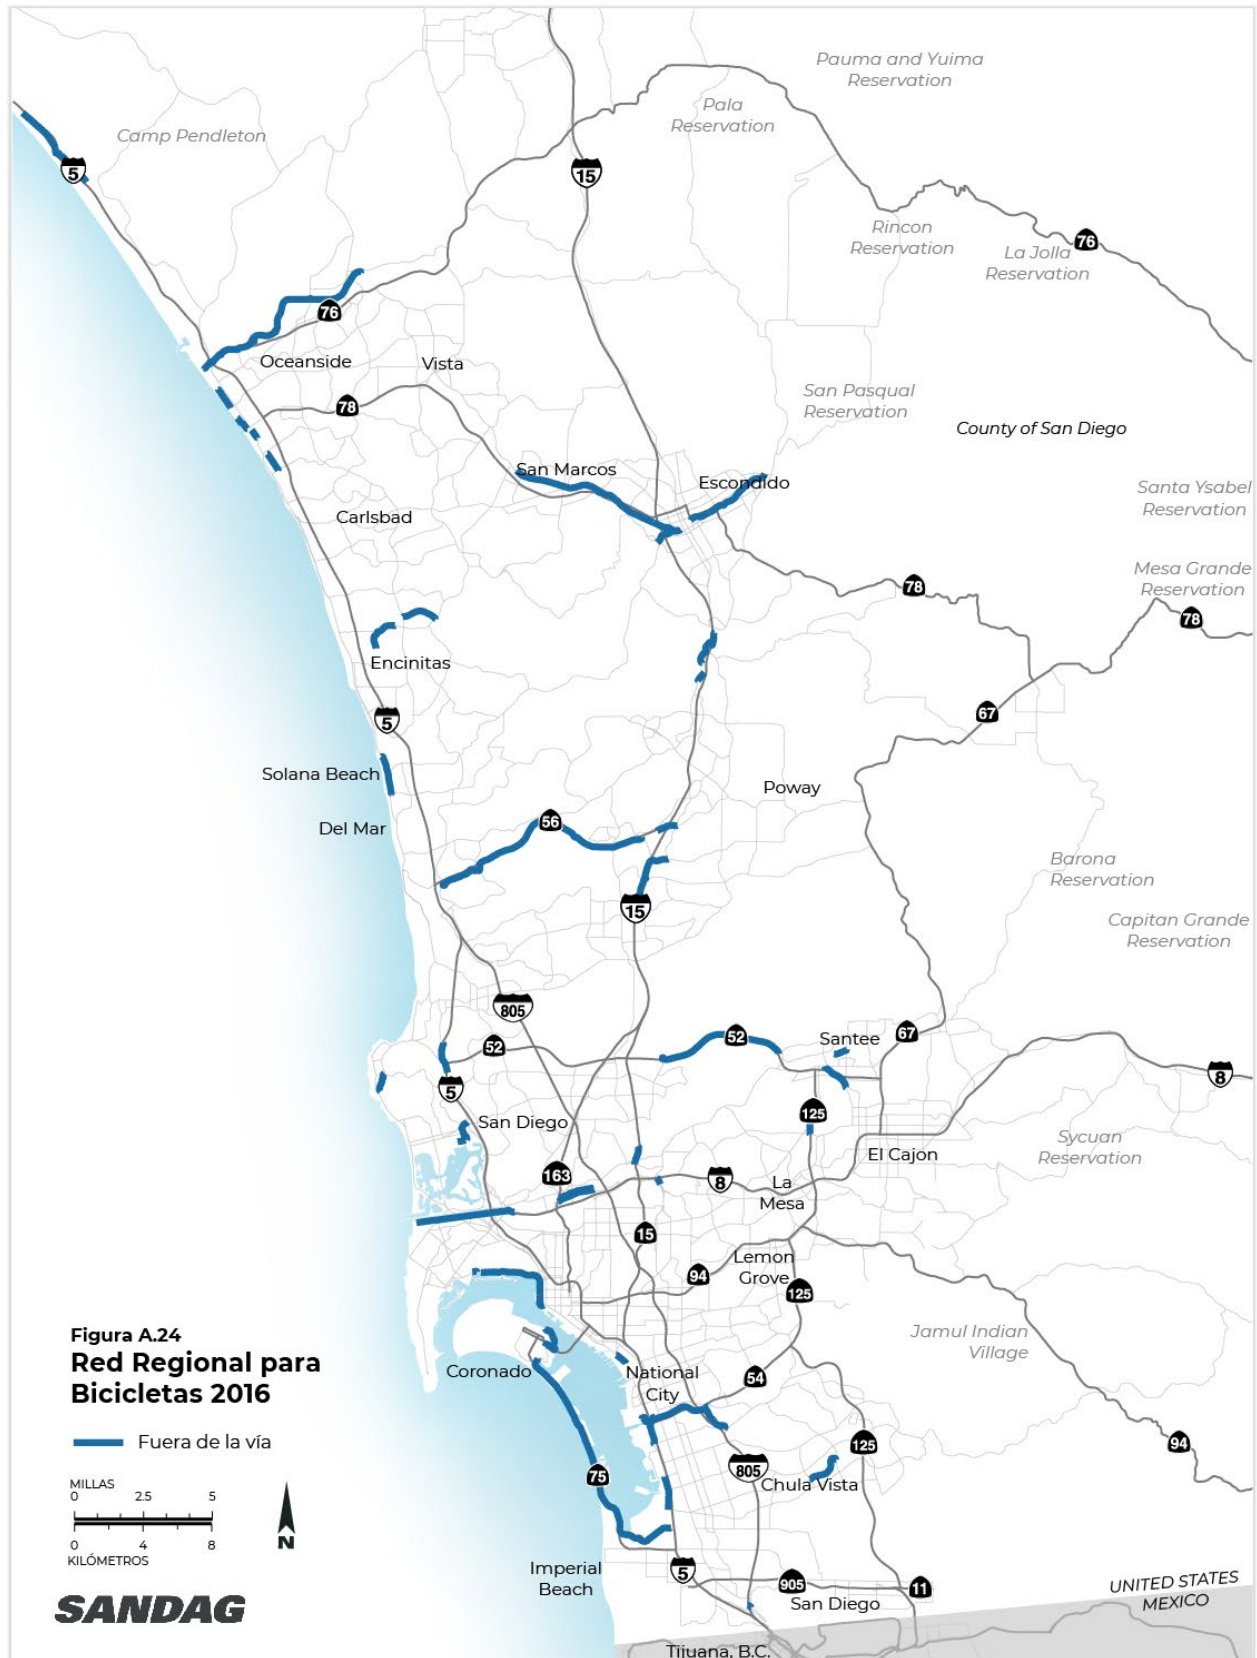 Pauma and Yuima
Reservation
Pala
Reservation
Camp Pendleton
5
15
Rincon
Reservation
La Jolla
Reservation
76
76
Oceanside
Vista
78
San Pasqual
Reservation
County of San Diego
San Marcos
Escondido
Santa Ysabel
Reservation
Carlsbad
Mesa Grande
Reservation
78
78
Encinitas
67
5
Solana Beach
Poway
Del Mar
56
Barona
Reservation
15
Capitan Grande
Reservation
805
52
52
Santee
67
5
8
125
San Diego
El Cajon
Sycuan
Reservation
163
8
La
Mesa
15
Lemon
Grove
94
125
Jamul Indian
Village
Figura A.24
Red Regional para
Bicicletas 2016
Coronado
National
City
54
Fuera de la vía
125
94
75
805
Chula Vista
MILLAS
0 2.5 5
0 4 8
KILÓMETROS
N
Imperial
Beach
5
905
11
San Diego
UNITED STATES
MEXICO
SANDAG
Tijuana, B.C.